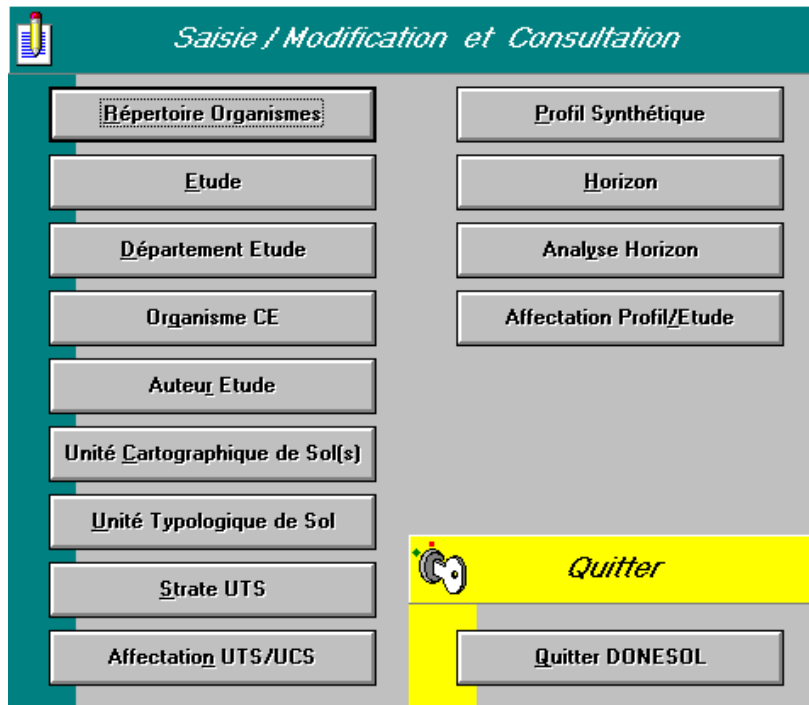 Saisie / Modification et Consultation
Répertoire Organismes
Etude
Département Etude
Organisme CE
Auteur Etude
Unité Cartographique de Sol(s)
Unité Typologique de Sol
Strate UTS
Affectation UTS/UCS
Profil Synthétique
Horizon
Analyse Horizon
Affectation Profil/Etude
Quitter
Quitter DONESOL